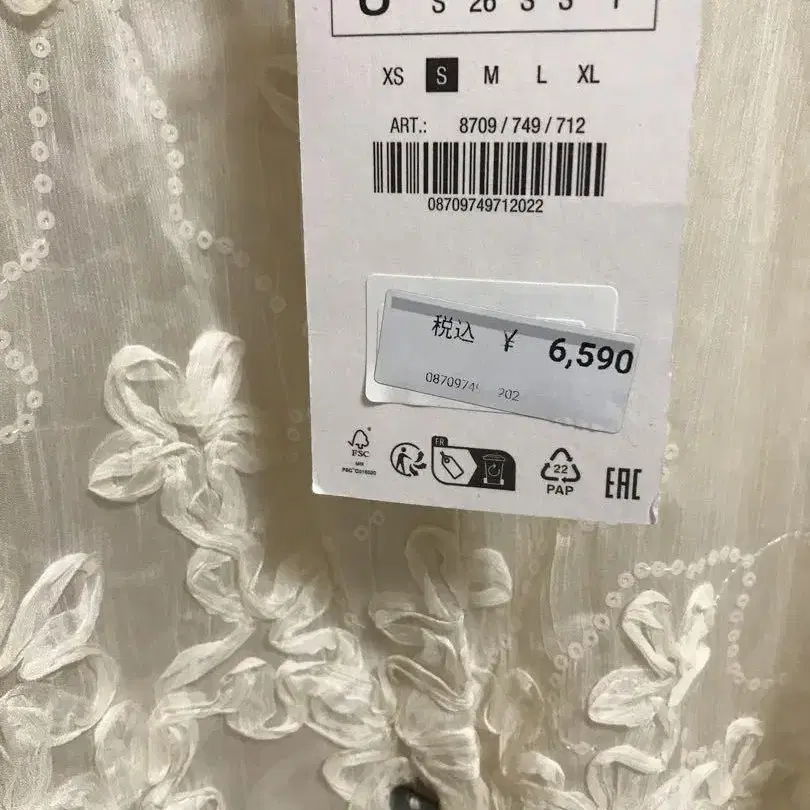 S 26 S S
XS S M L XL
ART.: 8709 / 749 / 712
08709749712022
税込 ¥ 6,590
0870974 202
FSC
MIX
FR
22
PAP
EAC